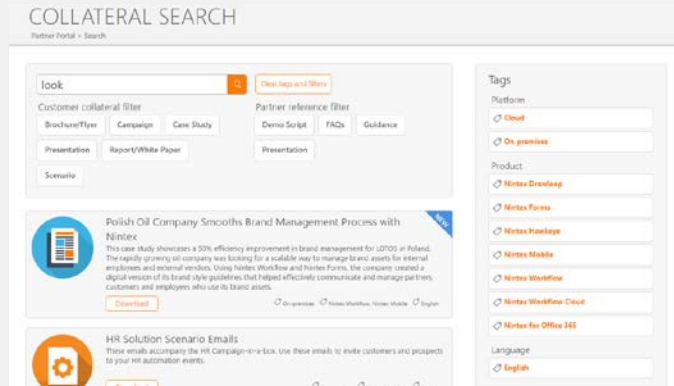 COLLATERAL SEARCH
Partner Portal > Search
look
Clear tags and filters
Customer collateral filter
Brochure/Flyer
Campaign
Case Study
Presentation
Report/White Paper
Scenario
Partner reference filter
Demo Script
FAQs
Guidance
Presentation
NEW
Polish Oil Company Smooths Brand Management Process with
Nintex
This case study showcases a 50% efficiency improvement in brand management for LOTOS in Poland.
The rapidly growing oil company was looking for a scalable way to manage brand assets for internal
employees and external vendors. Using Nintex Workflow and Nintex Forms, the company created a
digital version of its brand style guidelines that helped effectively communicate and manage partners,
customers and employees who use its brand assets.
Download
On-premises
Nintex Workflow, Nintex Mobile
English
HR Solution Scenario Emails
These emails accompany the HR Campaign-in-a-box. Use these emails to invite customers and prospects
to your HR automation events.
Tags
Platform
Cloud
On-premises
Product
Nintex Drawloop
Nintex Forms
Nintex Hawkeye
Nintex Mobile
Nintex Workflow
Nintex Workflow Cloud
Nintex for Office 365
Language
English